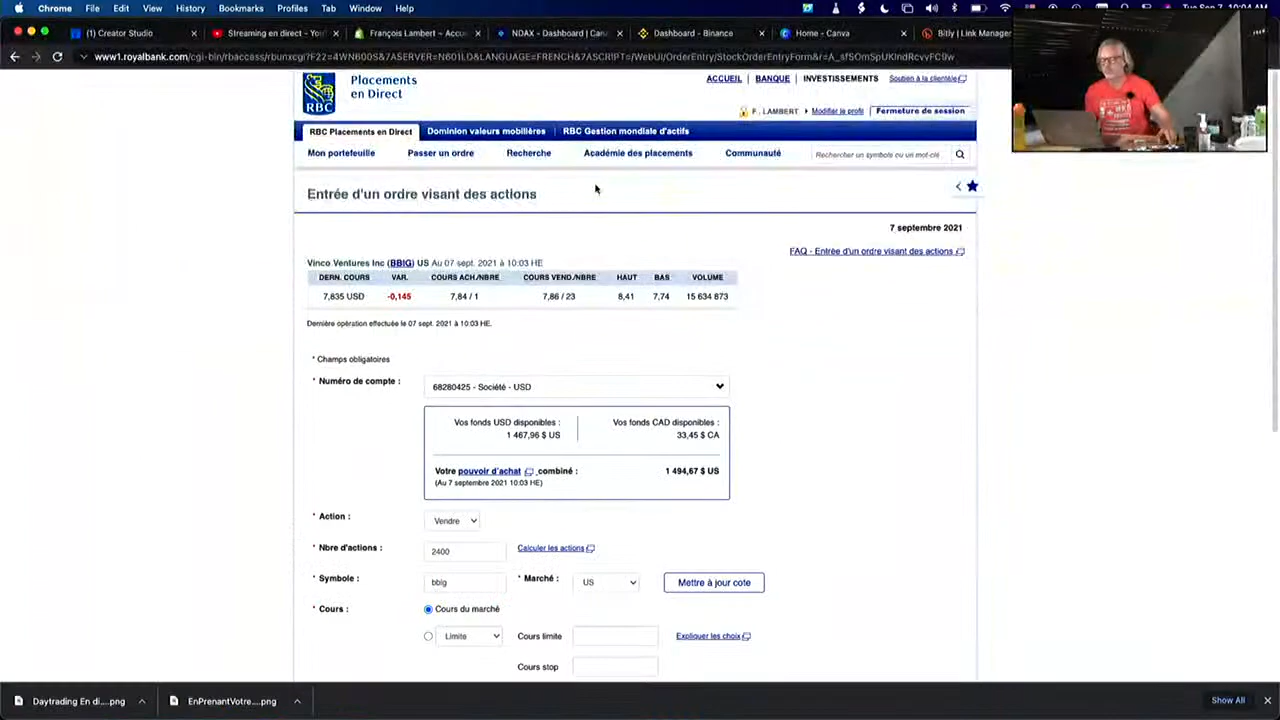 Chrome File Edit View History Bookmarks Profiles Tab Window Help
(1) Creator Studio × Streaming en direct - Yo × François Lambert – Accu × NDAX - Dashboard | Can × Dashboard - Binance × Home - Canva × Bitly | Link Manager
www1.royalbank.com/cgi-bin/rbaccess/rbunxcgi?F22=4WN600S&7ASERVER=N601LD&LANGUAGE=FRENCH&7ASCRIPT=/WebUI/OrderEntry/StockOrderEntryForm&r=A_sfSOmSpUKIndRcvyFC9w
RBC
Placements
en Direct
ACCUEIL | BANQUE | INVESTISSEMENTS Soutien à la clientèle
F . LAMBERT Modifier le profil Fermeture de session
RBC Placements en Direct Dominion valeurs mobilières RBC Gestion mondiale d'actifs
Mon portefeuille Passer un ordre Recherche Académie des placements Communauté Rechercher un symbole ou un mot-clé
Entrée d'un ordre visant des actions
7 septembre 2021
FAQ - Entrée d'un ordre visant des actions
Vinco Ventures Inc (BBIG) US Au 07 sept. 2021 à 10:03 HE
DERN. COURS VAR. COURS ACH./NBRE COURS VEND./NBRE HAUT BAS VOLUME
7,835 USD -0,145 7,84 / 1 7,86 / 23 8,41 7,74 15 634 873
Dernière opération effectuée le 07 sept. 2021 à 10:03 HE.
* Champs obligatoires
* Numéro de compte : 68280425 - Société - USD
Vos fonds USD disponibles : Vos fonds CAD disponibles :
1 467,96 $ US 33,45 $ CA
Votre pouvoir d'achat combiné : 1 494,67 $ US
(Au 7 septembre 2021 10:03 HE)
* Action : Vendre
* Nbre d'actions : 2400 Calculer les actions
* Symbole : bbig * Marché : US Mettre à jour cote
* Cours : Cours du marché
Limite Cours limite Expliquer les choix
Cours stop
Daytrading En di....png EnPrenantVotre....png Show All